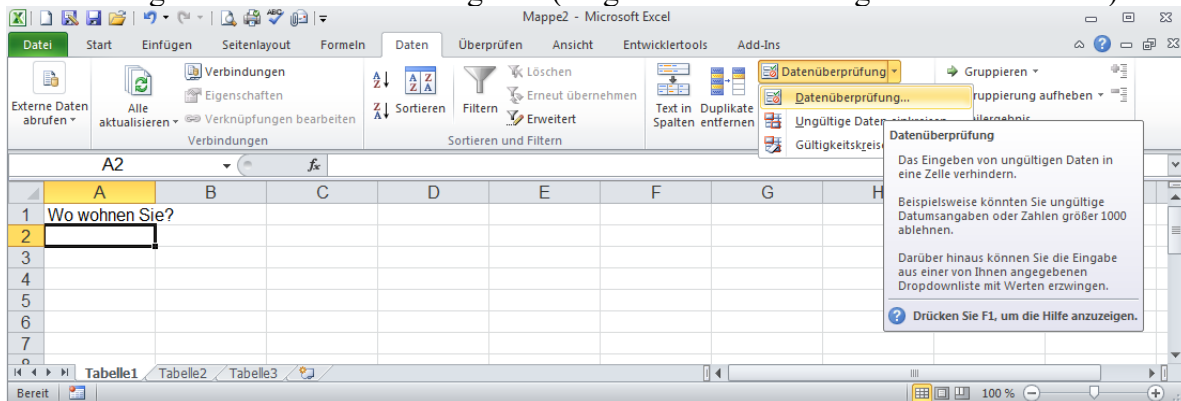 Mappe2 - Microsoft Excel
Datei Start Einfügen Seitenlayout Formeln Daten Überprüfen Ansicht Entwicklertools Add-Ins
Externe Daten abrufen
Alle aktualisieren
Verbindungen
Eigenschaften
Verknüpfungen bearbeiten
Verbindungen
Sortieren
Filtern
Löschen
Erneut übernehmen
Erweitert
Sortieren und Filtern
Text in Spalten
Duplikate entfernen
Datenüberprüfung
Datenüberprüfung...
Ungültige Daten einkreisen
Gültigkeitskreise
Gruppieren
Gruppierung aufheben
Datenüberprüfung
Das Eingeben von ungültigen Daten in
eine Zelle verhindern.
Beispielsweise könnten Sie ungültige
Datumsangaben oder Zahlen größer 1000
ablehnen.
Darüber hinaus können Sie die Eingabe
aus einer von Ihnen angegebenen
Dropdownliste mit Werten erzwingen.
Drücken Sie F1, um die Hilfe anzuzeigen.
A2 fx
A B C D E F G H
1 Wo wohnen Sie?
2
3
4
5
6
7
Tabelle1 Tabelle2 Tabelle3
Bereit 100 %